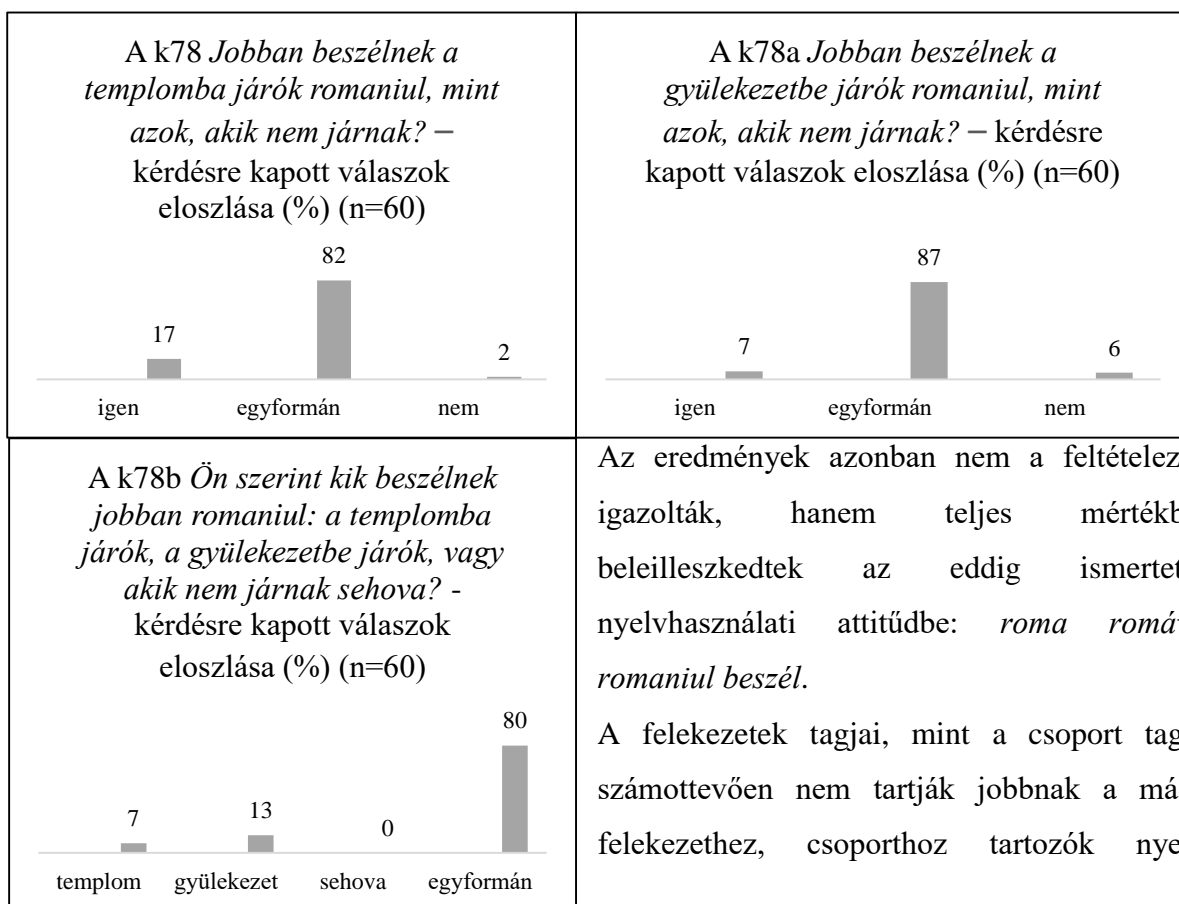 A k78 Jobban beszélnek a
templomba járók romaniul, mint
azok, akik nem járnak? –
kérdésre kapott válaszok
eloszlása (%) (n=60)
17
82
2
igen
egyformán
nem
A k78a Jobban beszélnek a
gyülekezetbe járók romaniul, mint
azok, akik nem járnak? – kérdésre
kapott válaszok eloszlása (%) (n=60)
7
87
6
igen
egyformán
nem
A k78b Ön szerint kik beszélnek
jobban romaniul: a templomba
járók, a gyülekezetbe járók, vagy
akik nem járnak sehova? -
kérdésre kapott válaszok
eloszlása (%) (n=60)
7
13
0
80
templom
gyülekezet
sehova
egyformán
Az eredmények azonban nem a
igazolták, hanem teljes
beleilleszkedtek az eddig
nyelvhasználati attitűdbe: roma
romaniul beszél.
A felekezetek tagjai, mint a csoport
számottevően nem tartják jobbnak a
felekezethez, csoporthoz tartozók